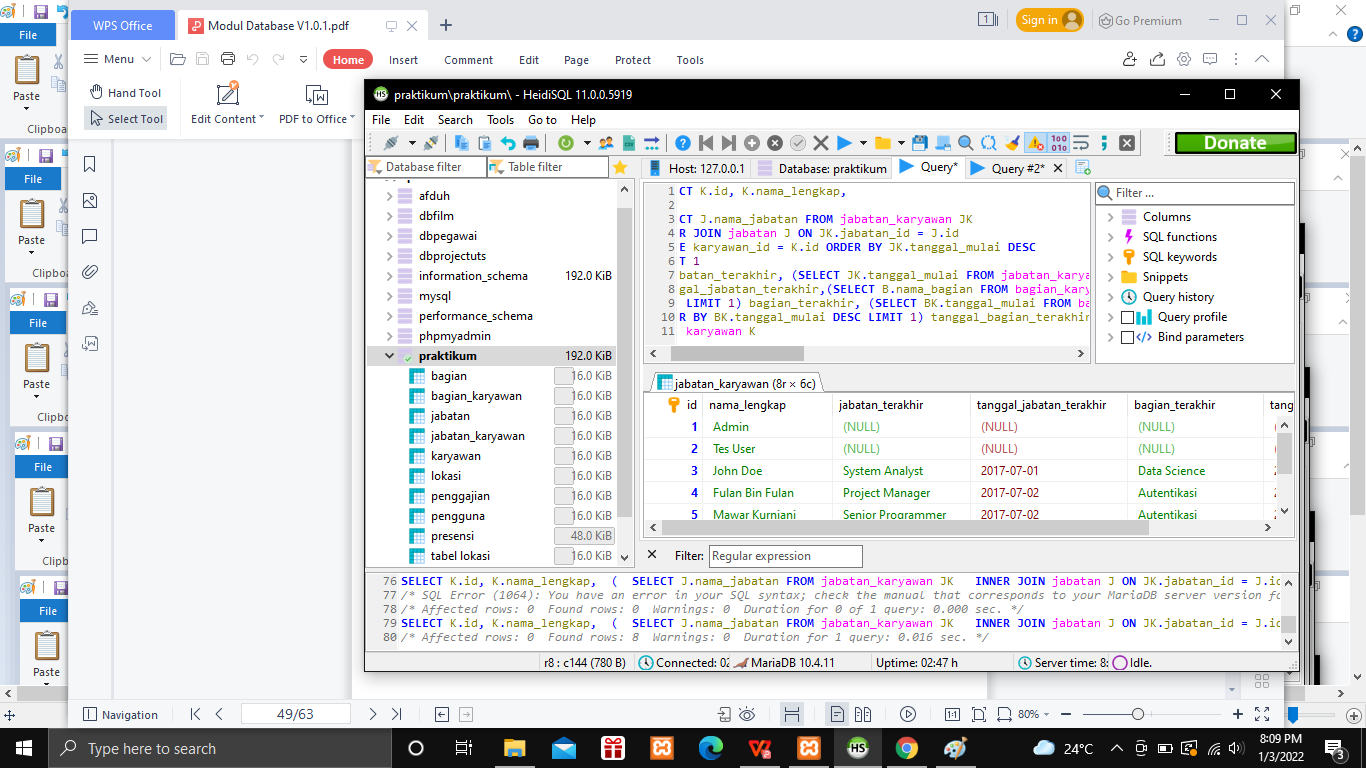 File
Paste
Clipboa
WPS Office
Modul Database V1.0.1.pdf
1
Sign in
Go Premium
Menu
Home
Insert
Comment
Edit
Page
Protect
Tools
Hand Tool
Select Tool
Edit Content
PDF to Office
File
Paste
Clipboa
File
Paste
Clipbo
File
Paste
Clipb
File
Paste
praktikum\praktikum\ - HeidiSQL 11.0.0.5919
File Edit Search Tools Go to Help
Donate
Database filter
Table filter
Host: 127.0.0.1
Database: praktikum
Query*
Query #2*
afduh
dbfilm
dbpegawai
dbprojectuts
information_schema 192.0 KiB
mysql
performance_schema
phpmyadmin
praktikum 192.0 KiB
bagian 16.0 KiB
bagian_karyawan 16.0 KiB
jabatan 16.0 KiB
jabatan_karyawan 16.0 KiB
karyawan 16.0 KiB
lokasi 16.0 KiB
penggajian 16.0 KiB
pengguna 16.0 KiB
presensi 48.0 KiB
tabel lokasi 16.0 KiB
1 CT K.id, K.nama_lengkap,
2
3 CT J.nama_jabatan FROM jabatan_karyawan JK
4 R JOIN jabatan J ON JK.jabatan_id = J.id
5 E karyawan_id = K.id ORDER BY JK.tanggal_mulai DESC
6 T 1
7 batan_terakhir, (SELECT JK.tanggal_mulai FROM jabatan_karya
8 gal_jabatan_terakhir,(SELECT B.nama_bagian FROM bagian_kary
9 LIMIT 1) bagian_terakhir, (SELECT BK.tanggal_mulai FROM ba
10 R BY BK.tanggal_mulai DESC LIMIT 1) tanggal_bagian_terakhir
11 karyawan K
Filter ...
Columns
SQL functions
SQL keywords
Snippets
Query history
Query profile
Bind parameters
jabatan_karyawan (8r × 6c)
id nama_lengkap jabatan_terakhir tanggal_jabatan_terakhir bagian_terakhir tang
1 Admin (NULL) (NULL) (NULL)
2 Tes User (NULL) (NULL) (NULL)
3 John Doe System Analyst 2017-07-01 Data Science
4 Fulan Bin Fulan Project Manager 2017-07-02 Autentikasi
5 Mawar Kurniani Senior Programmer 2017-07-02 Autentikasi
Filter: Regular expression
76 SELECT K.id, K.nama_lengkap, ( SELECT J.nama_jabatan FROM jabatan_karyawan JK INNER JOIN jabatan J ON JK.jabatan_id = J.id
77 /* SQL Error (1064): You have an error in your SQL syntax; check the manual that corresponds to your MariaDB server version fo
78 /* Affected rows: 0 Found rows: 0 Warnings: 0 Duration for 0 of 1 query: 0.000 sec. */
79 SELECT K.id, K.nama_lengkap, ( SELECT J.nama_jabatan FROM jabatan_karyawan JK INNER JOIN jabatan J ON JK.jabatan_id = J.id
80 /* Affected rows: 0 Found rows: 8 Warnings: 0 Duration for 1 query: 0.016 sec. */
r8 : c144 (780 B)
Connected: 02
MariaDB 10.4.11
Uptime: 02:47 h
Server time: 8:
Idle.
Navigation
49/63
1:1
80%
Type here to search
24°C
8:09 PM
1/3/2022
3